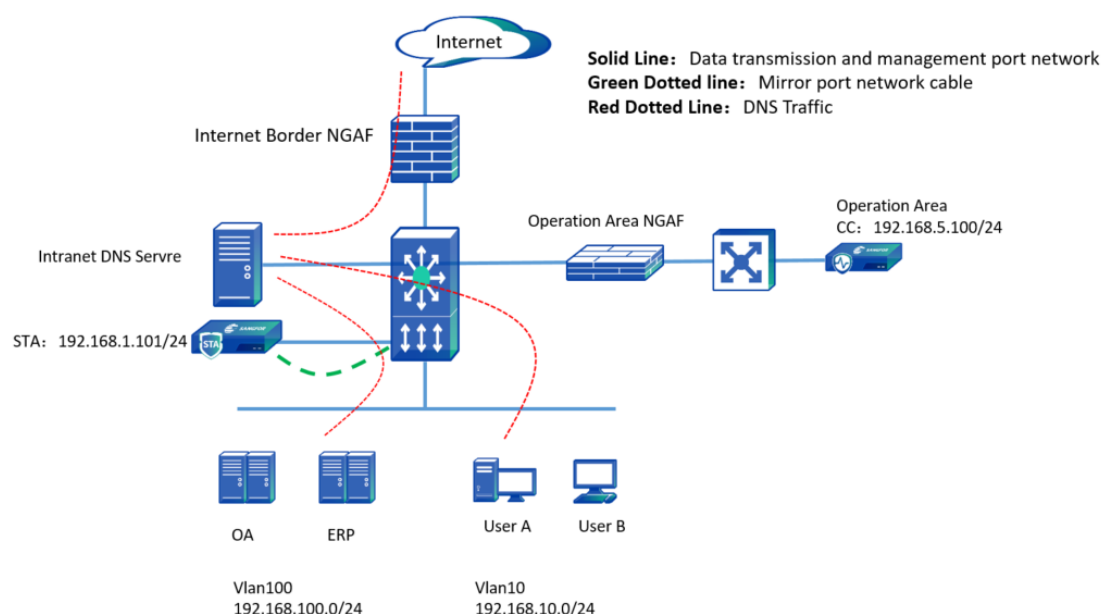 Internet
Solid Line： Data transmission and management port network
Green Dotted line： Mirror port network cable
Red Dotted Line： DNS Traffic
Internet Border NGAF
Operation Area NGAF
Operation Area
CC： 192.168.5.100/24
Intranet DNS Servre
SANGFOR
STA： 192.168.1.101/24
SANGFOR
STA
OA
ERP
User A
User B
Vlan100
192.168.100.0/24
Vlan10
192.168.10.0/24